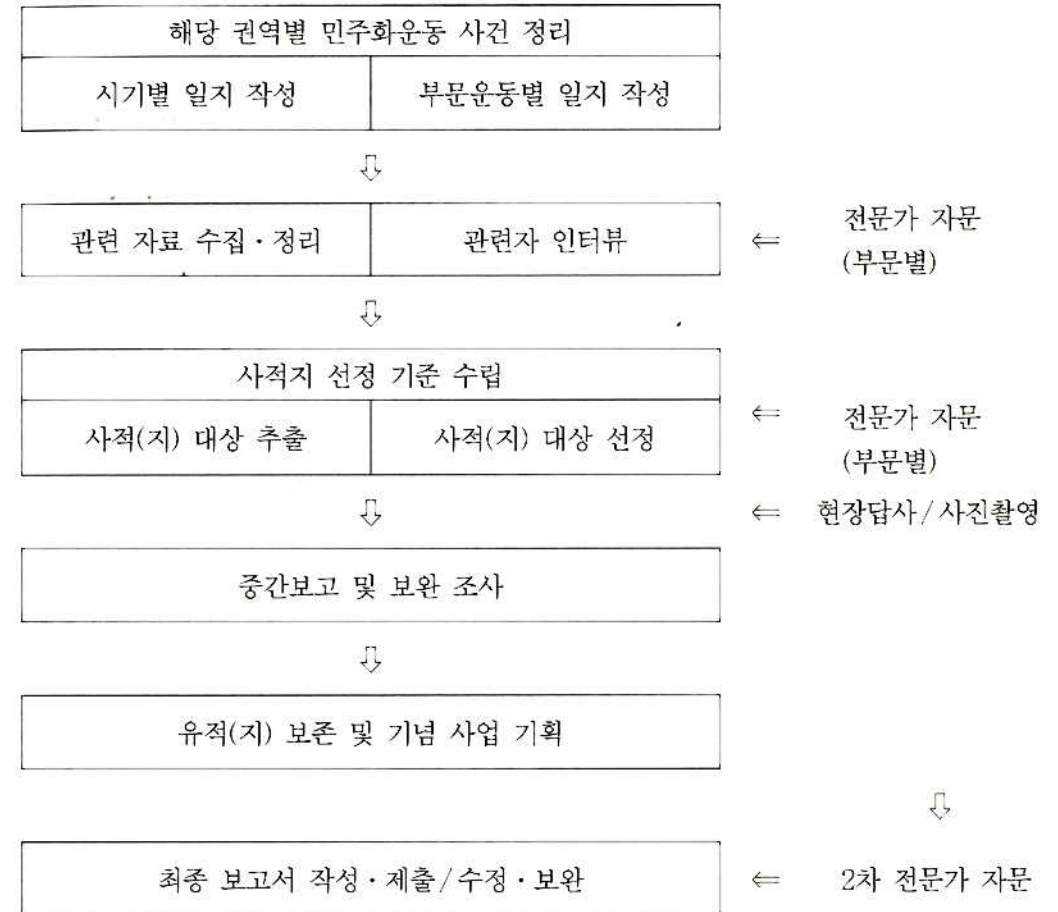 해당 권역별 민주화운동 사건 정리
시기별 일지 작성 부문운동별 일지 작성
⇩
관련 자료 수집·정리 관련자 인터뷰 ⇐ 전문가 자문
(부문별)
⇩
사적지 선정 기준 수립
사적(지) 대상 추출 사적(지) 대상 선정 ⇐ 전문가 자문
(부문별)
⇩ ⇐ 현장답사/사진촬영
중간보고 및 보완 조사
⇩
유적(지) 보존 및 기념 사업 기획
⇩
최종 보고서 작성·제출/수정·보완 ⇐ 2차 전문가 자문